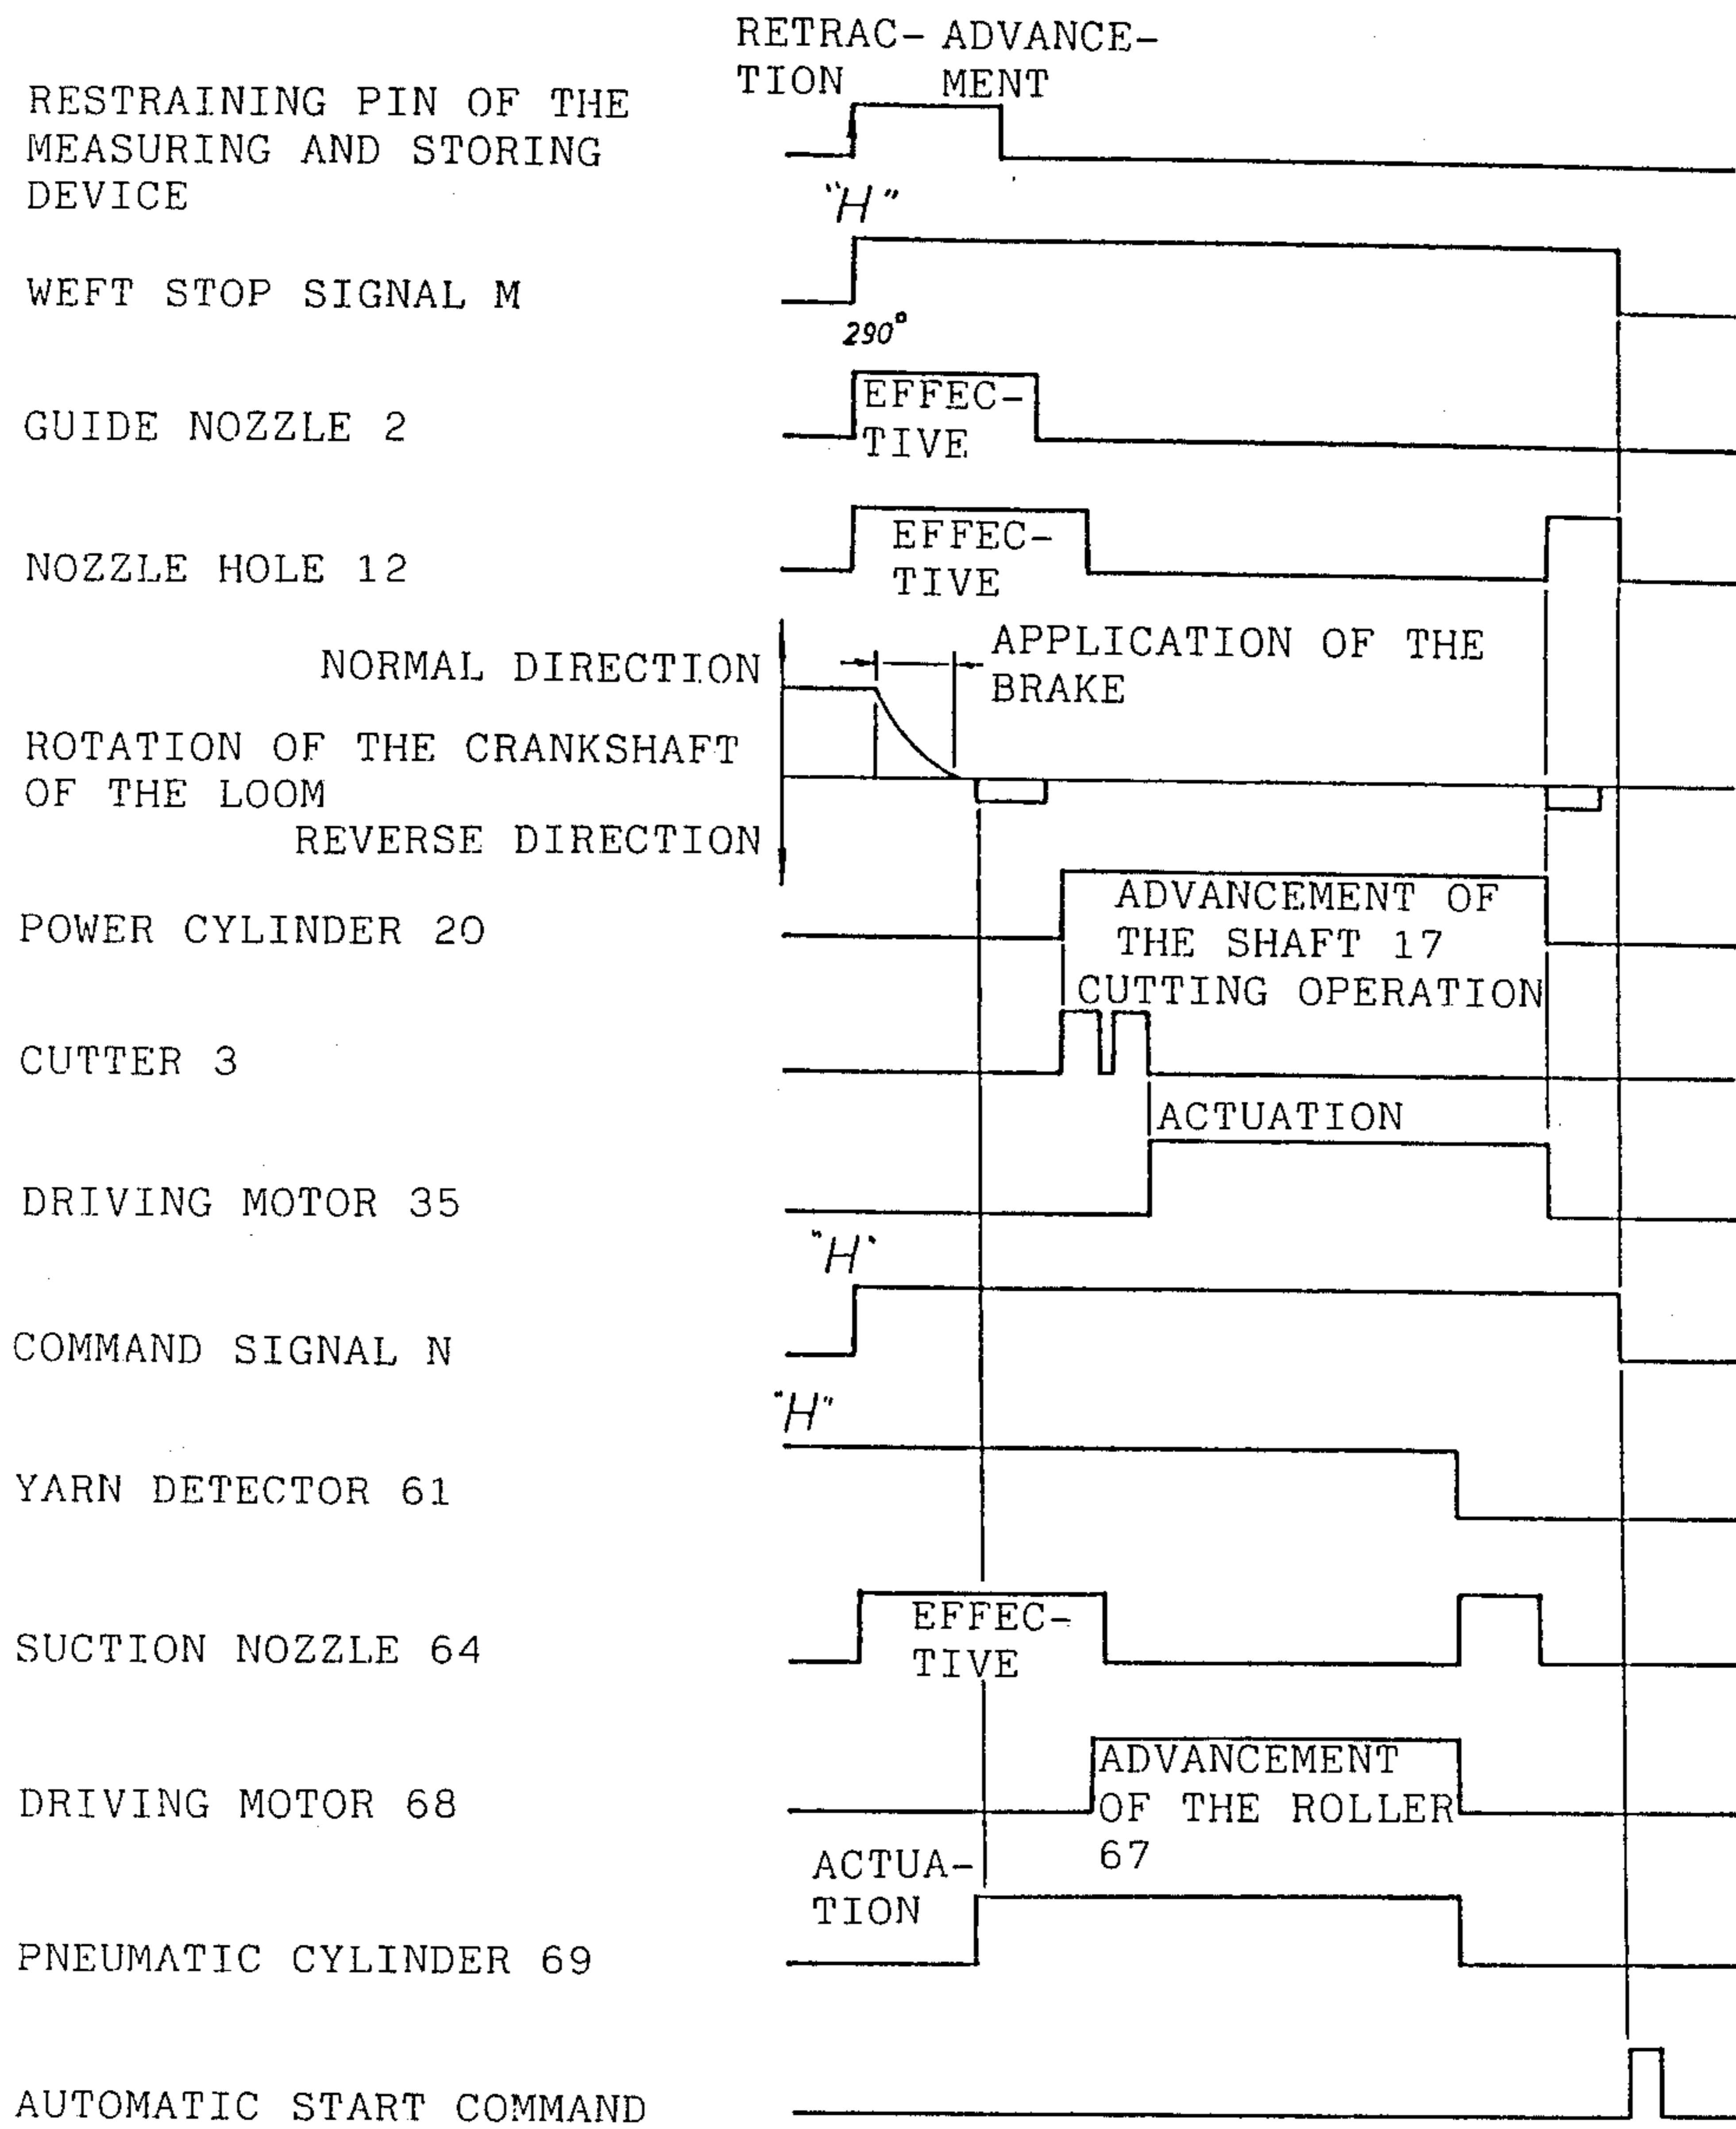 RETRAC- ADVANCE-
TION MENT
RESTRAINING PIN OF THE
MEASURING AND STORING
DEVICE
"H"
WEFT STOP SIGNAL M
290°
GUIDE NOZZLE 2
EFFEC-
TIVE
NOZZLE HOLE 12
EFFEC-
TIVE
NORMAL DIRECTION
APPLICATION OF THE
BRAKE
ROTATION OF THE CRANKSHAFT
OF THE LOOM
REVERSE DIRECTION
POWER CYLINDER 20
ADVANCEMENT OF
THE SHAFT 17
CUTTING OPERATION
CUTTER 3
ACTUATION
DRIVING MOTOR 35
"H"
COMMAND SIGNAL N
"H"
YARN DETECTOR 61
SUCTION NOZZLE 64
EFFEC-
TIVE
DRIVING MOTOR 68
ADVANCEMENT
OF THE ROLLER
67
ACTUA-
TION
PNEUMATIC CYLINDER 69
AUTOMATIC START COMMAND